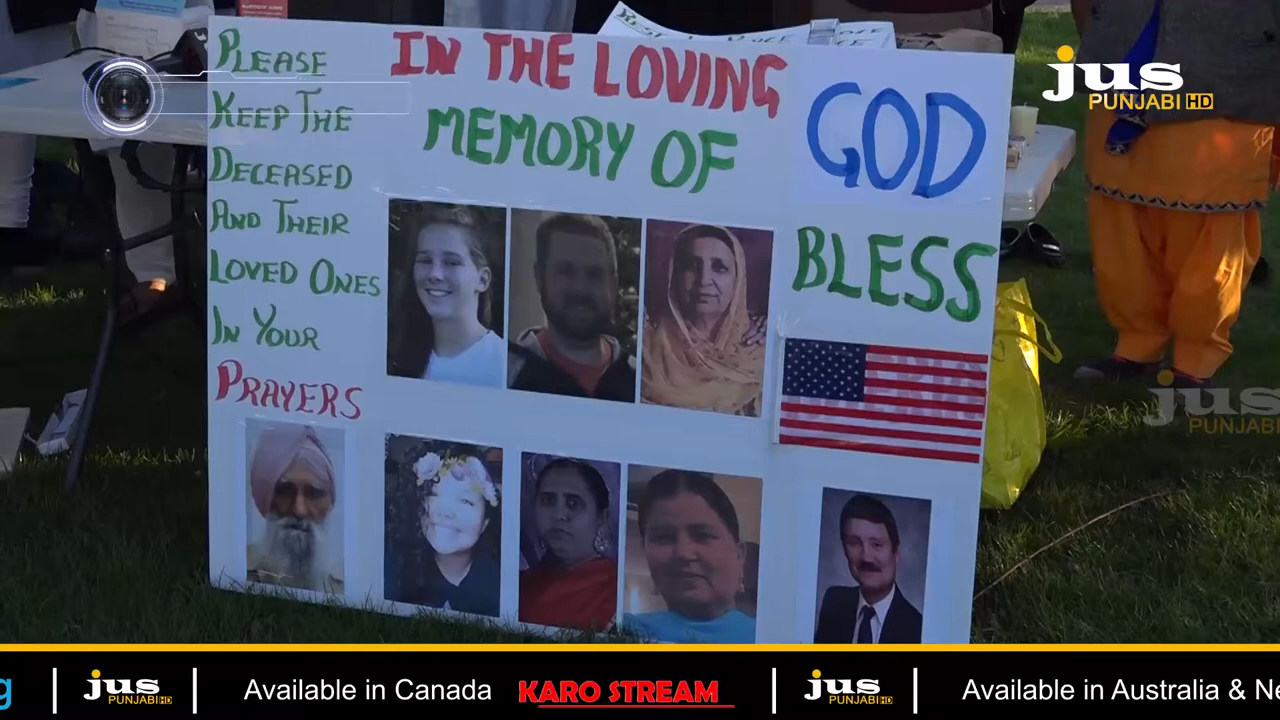 PLEASE
KEEP THE
DECEASED
AND THEIR
LOVED ONES
IN YOUR
PRAYERS
IN THE LOVING
MEMORY OF
GOD
BLESS
jus
PUNJABI HD
jus
PUNJABI
g
jus
PUNJABI HD
Available in Canada
KARO STREAM
jus
PUNJABI HD
Available in Australia & Ne